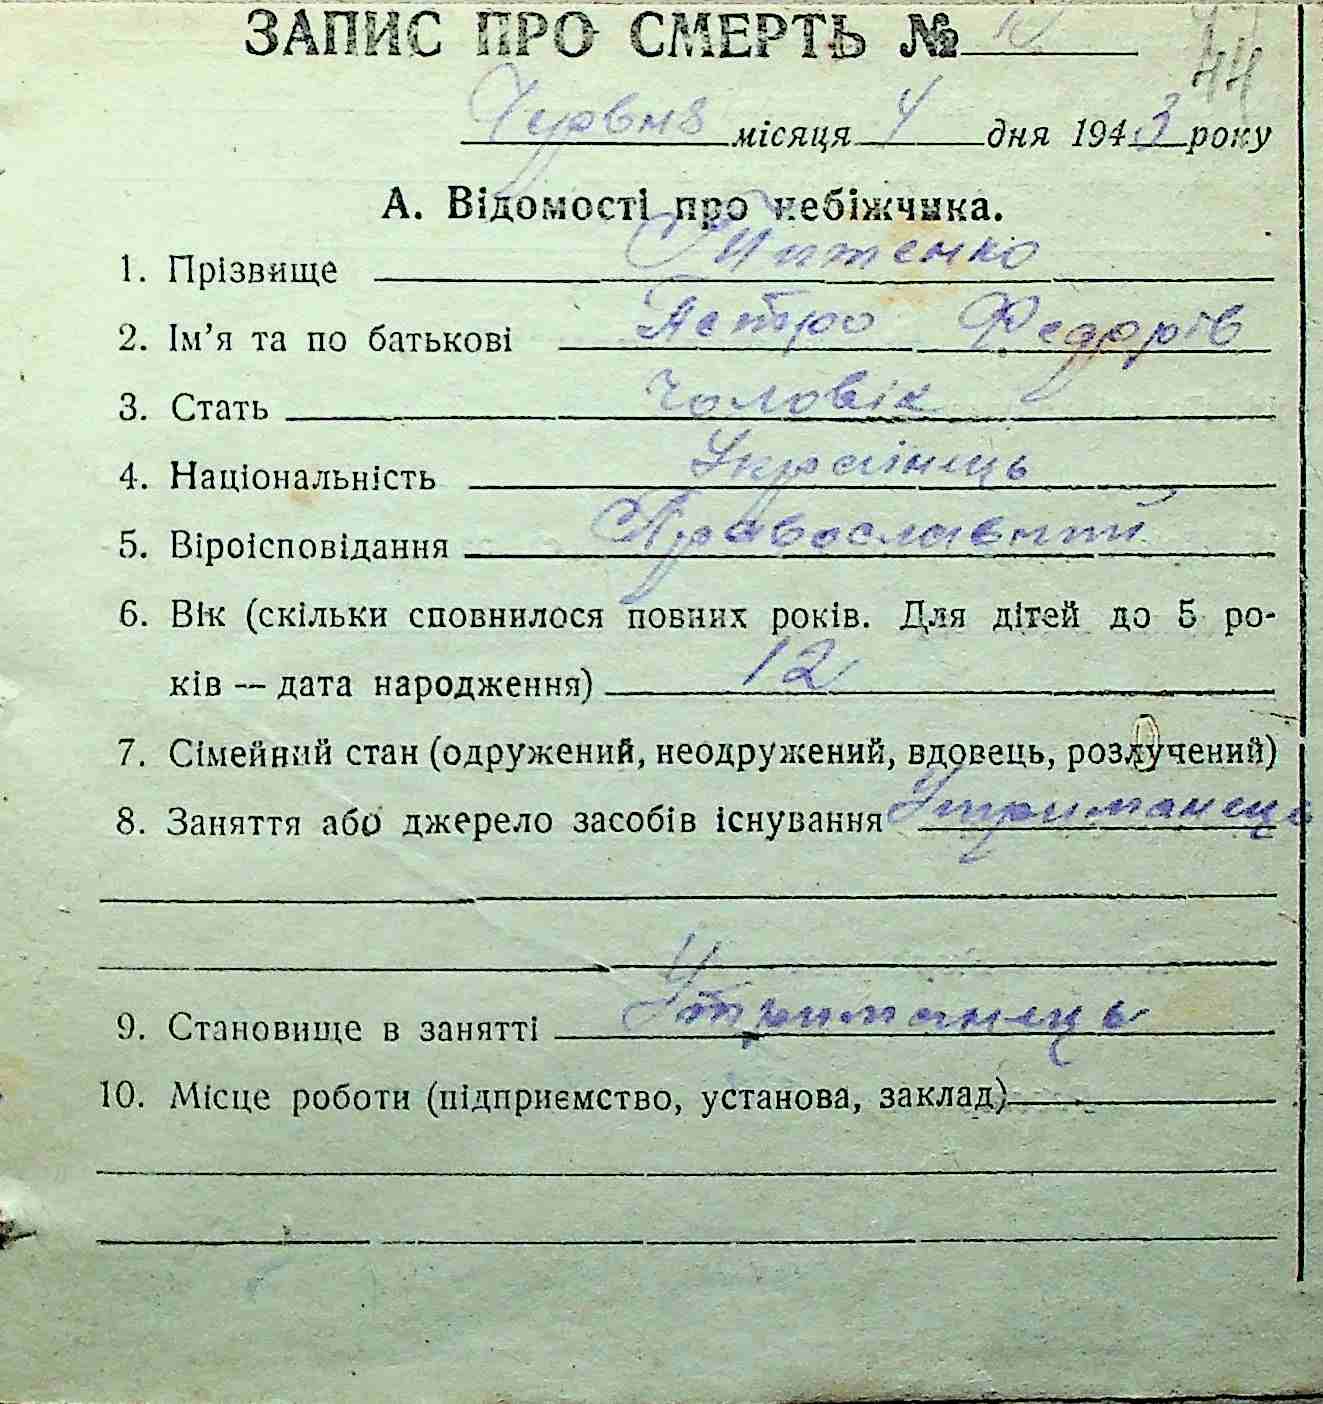 ЗАПИС ПРО СМЕРТЬ № 44
Червня місяця 4 дня 1943 року
А. Відомості про небіжчика.
1. Прізвище
2. Ім'я та по батькові Петро Федорів
3. Стать чоловік
4. Національність Українець
5. Віроісповідання Православний
6. Вік (скільки сповнилося повних років. Для дітей до 5 ро-
ків — дата народження) 12
7. Сімейний стан (одружений, неодружений, вдовець, розлучений)
8. Заняття або джерело засобів існування Утриманець
9. Становище в занятті Утриманець
10. Місце роботи (підприємство, установа, заклад)